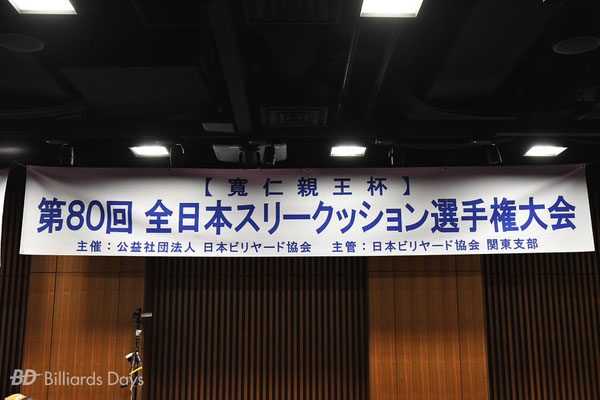 【寛仁親王杯】
第80回 全日本スリークッション選手権大会
主催：公益社団法人 日本ビリヤード協会 主管：日本ビリヤード協会 関東支部
BD Billiards Days